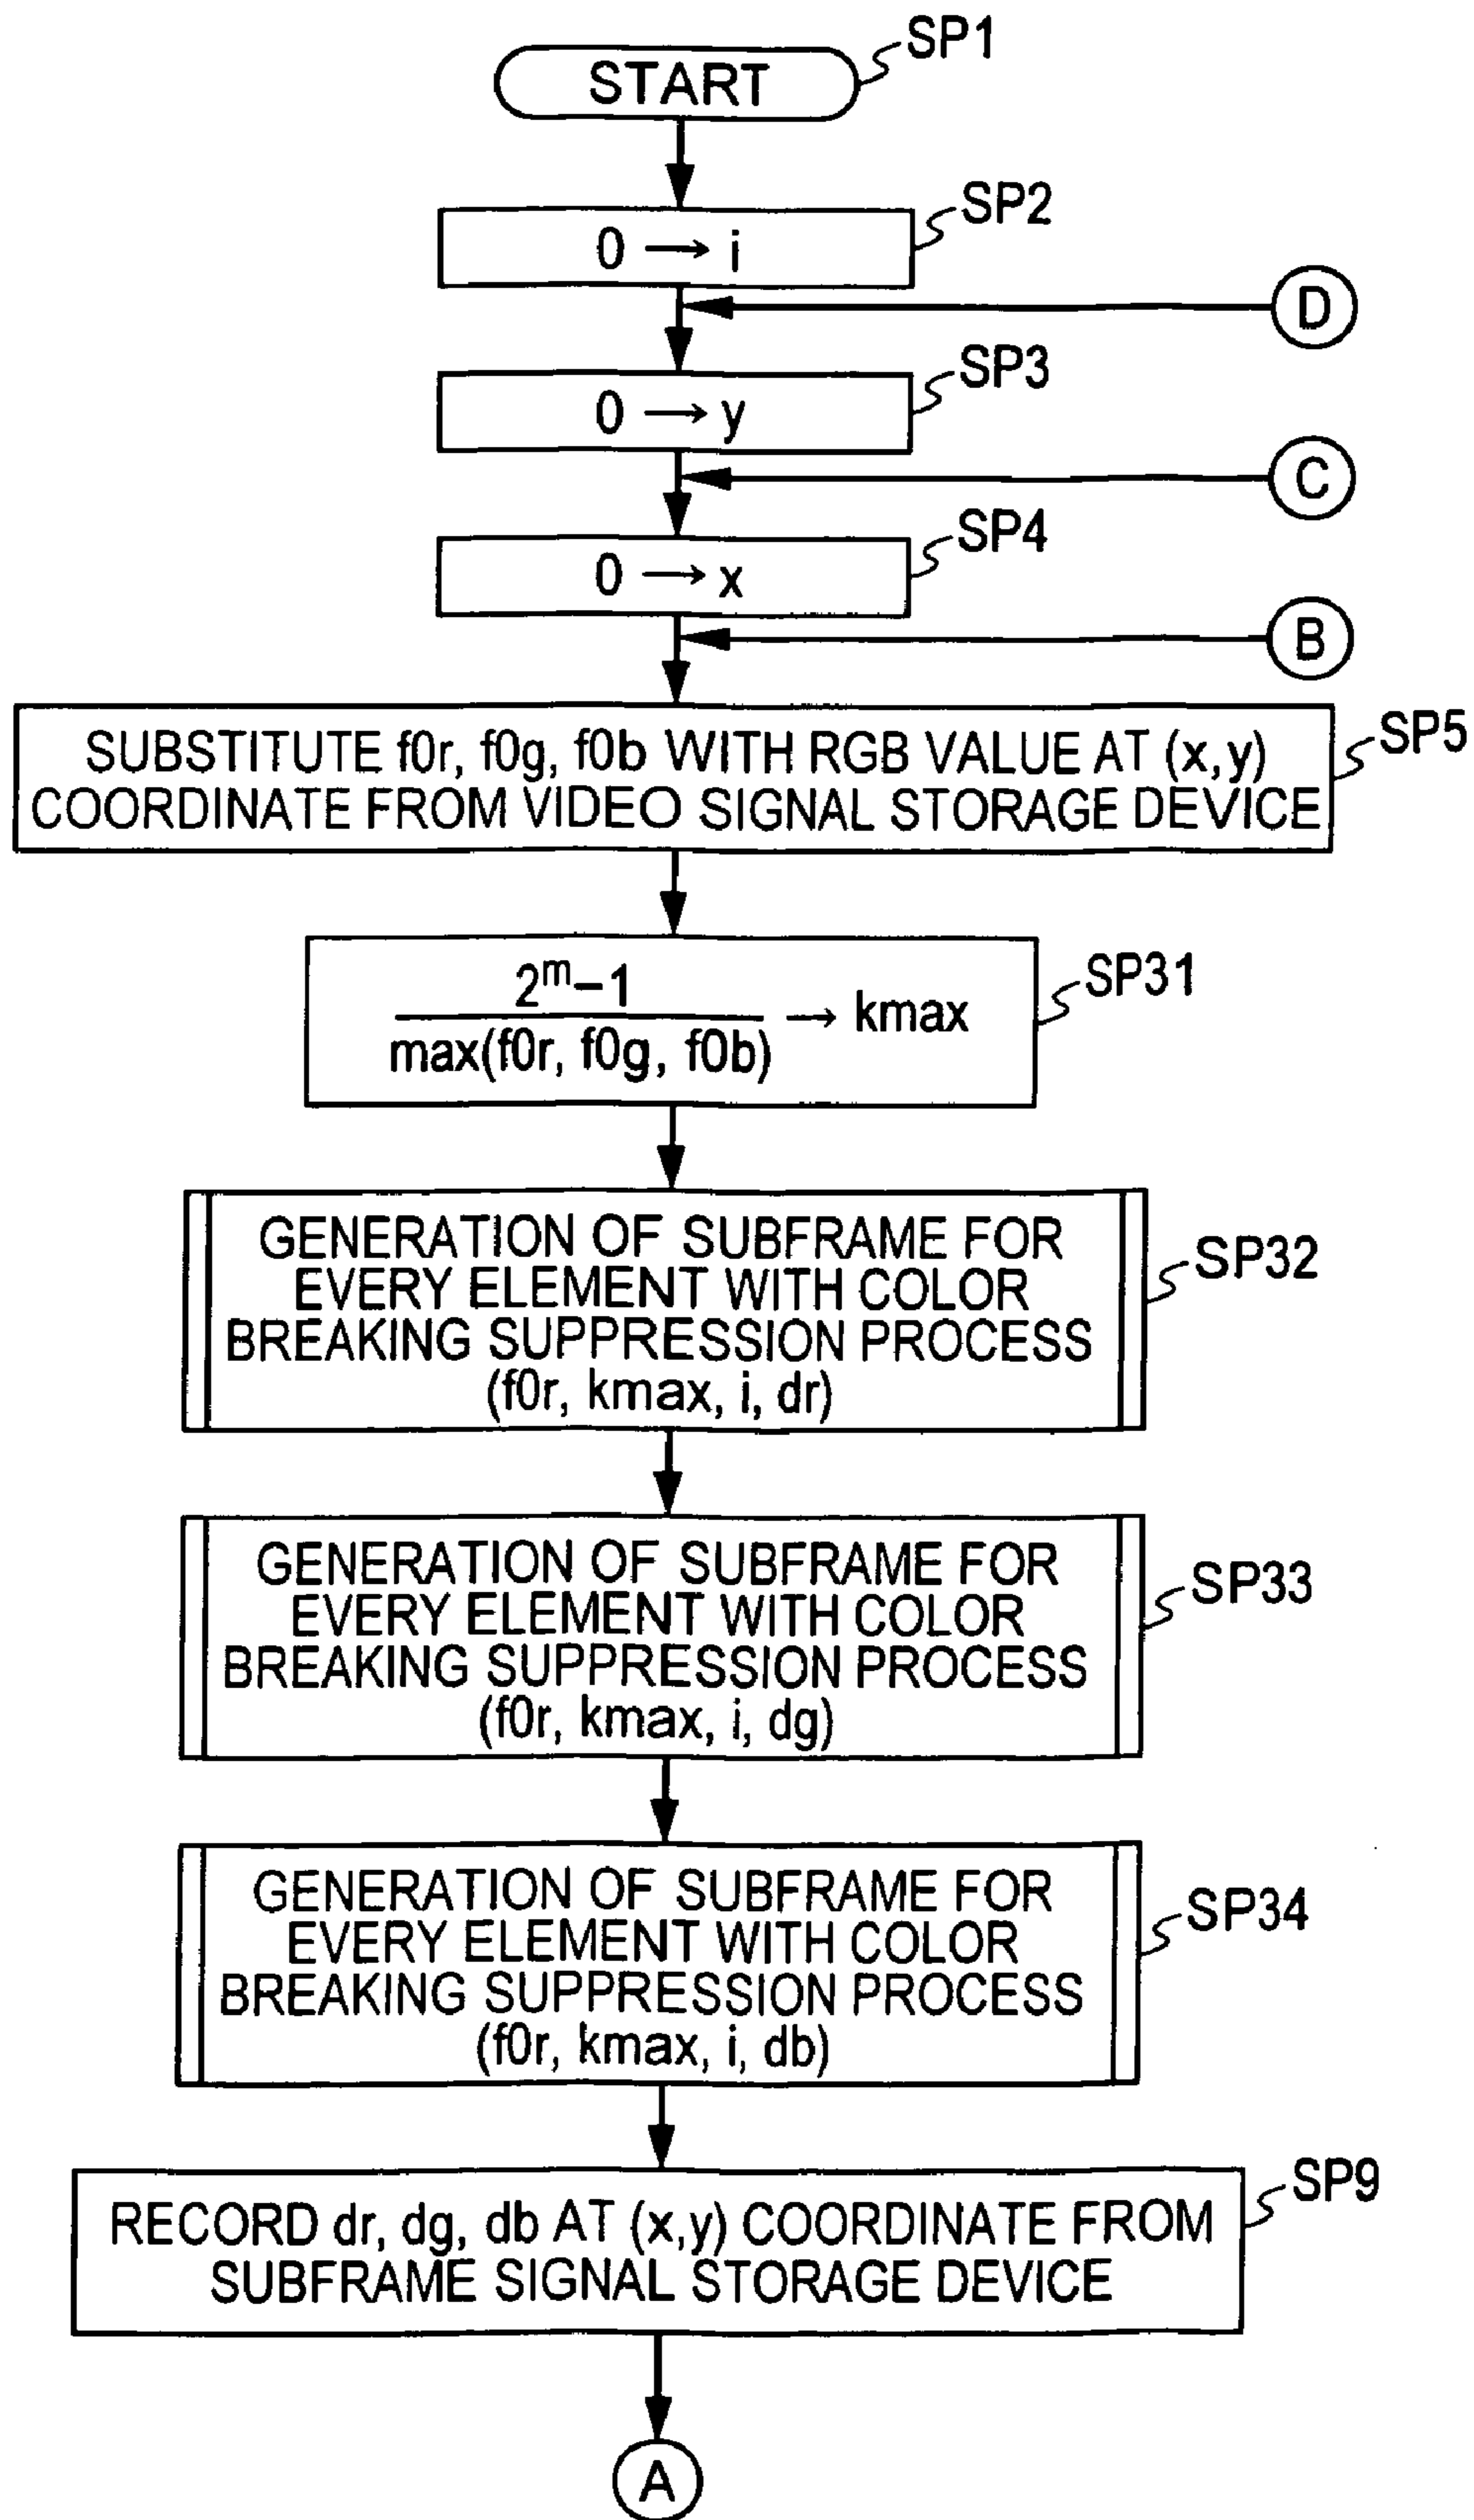 START
SP1
0 → i
SP2
D
0 → y
SP3
C
0 → x
SP4
B
SUBSTITUTE f0r, f0g, f0b WITH RGB VALUE AT (x,y)
COORDINATE FROM VIDEO SIGNAL STORAGE DEVICE
SP5
2^m−1
max(f0r, f0g, f0b)
→ kmax
SP31
GENERATION OF SUBFRAME FOR
EVERY ELEMENT WITH COLOR
BREAKING SUPPRESSION PROCESS
(f0r, kmax, i, dr)
SP32
GENERATION OF SUBFRAME FOR
EVERY ELEMENT WITH COLOR
BREAKING SUPPRESSION PROCESS
(f0r, kmax, i, dg)
SP33
GENERATION OF SUBFRAME FOR
EVERY ELEMENT WITH COLOR
BREAKING SUPPRESSION PROCESS
(f0r, kmax, i, db)
SP34
RECORD dr, dg, db AT (x,y) COORDINATE FROM
SUBFRAME SIGNAL STORAGE DEVICE
SP9
A